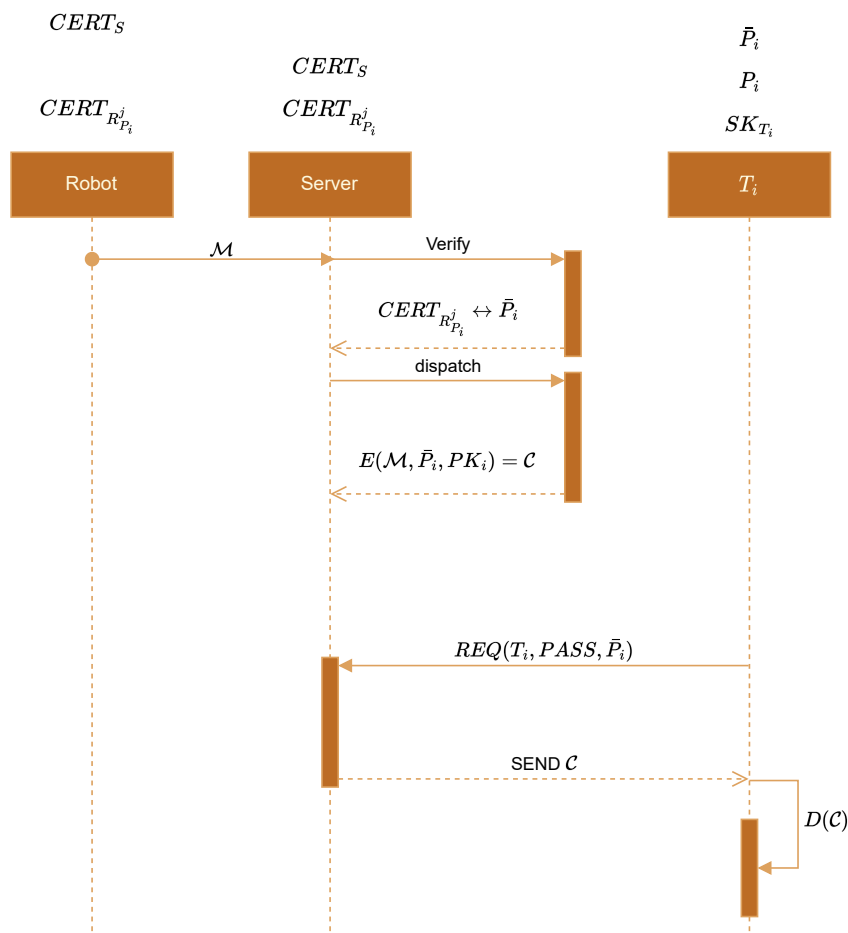 CERT_S
CERT_S
P̄_i
P_i
CERT_{R^j_{P_i}}
CERT_{R^j_{P_i}}
SK_{T_i}
Robot
Server
T_i
ℳ
Verify
CERT_{R^j_{P_i}} ↔ P̄_i
dispatch
E(ℳ, P̄_i, PK_i) = 𝒞
REQ(T_i, PASS, P̄_i)
SEND 𝒞
D(𝒞)